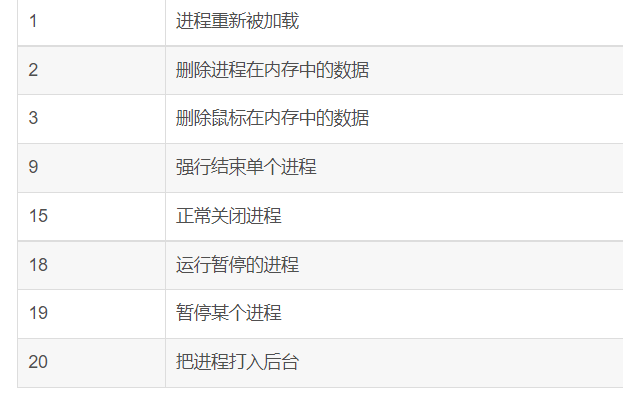 1 进程重新被加载
2 删除进程在内存中的数据
3 删除鼠标在内存中的数据
9 强行结束单个进程
15 正常关闭进程
18 运行暂停的进程
19 暂停某个进程
20 把进程打入后台